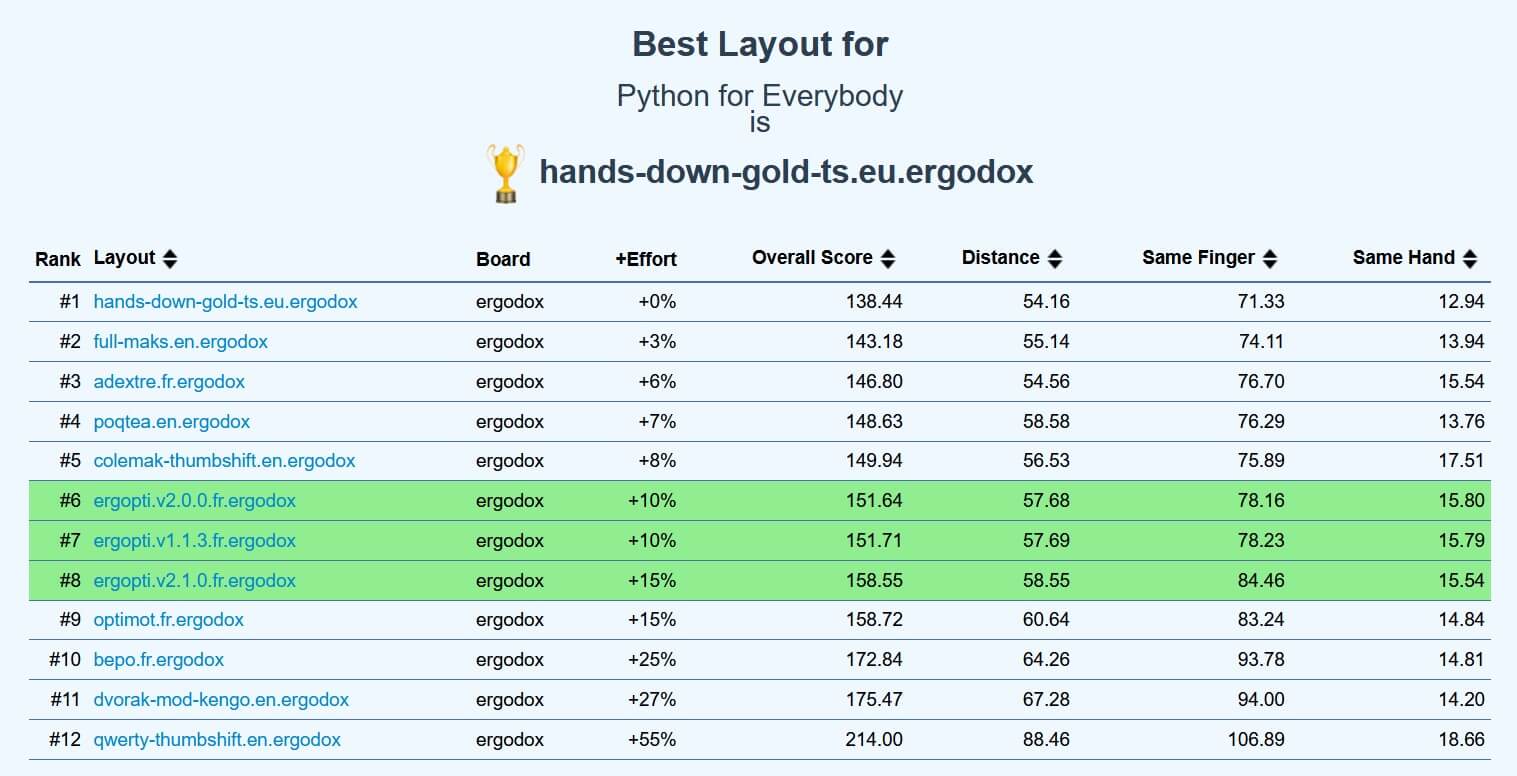 Best Layout for
Python for Everybody
is
hands-down-gold-ts.eu.ergodox
Rank Layout Board +Effort Overall Score Distance Same Finger Same Hand
#1 hands-down-gold-ts.eu.ergodox ergodox +0% 138.44 54.16 71.33 12.94
#2 full-maks.en.ergodox ergodox +3% 143.18 55.14 74.11 13.94
#3 adextre.fr.ergodox ergodox +6% 146.80 54.56 76.70 15.54
#4 poqtea.en.ergodox ergodox +7% 148.63 58.58 76.29 13.76
#5 colemak-thumbshift.en.ergodox ergodox +8% 149.94 56.53 75.89 17.51
#6 ergopti.v2.0.0.fr.ergodox ergodox +10% 151.64 57.68 78.16 15.80
#7 ergopti.v1.1.3.fr.ergodox ergodox +10% 151.71 57.69 78.23 15.79
#8 ergopti.v2.1.0.fr.ergodox ergodox +15% 158.55 58.55 84.46 15.54
#9 optimot.fr.ergodox ergodox +15% 158.72 60.64 83.24 14.84
#10 bepo.fr.ergodox ergodox +25% 172.84 64.26 93.78 14.81
#11 dvorak-mod-kengo.en.ergodox ergodox +27% 175.47 67.28 94.00 14.20
#12 qwerty-thumbshift.en.ergodox ergodox +55% 214.00 88.46 106.89 18.66